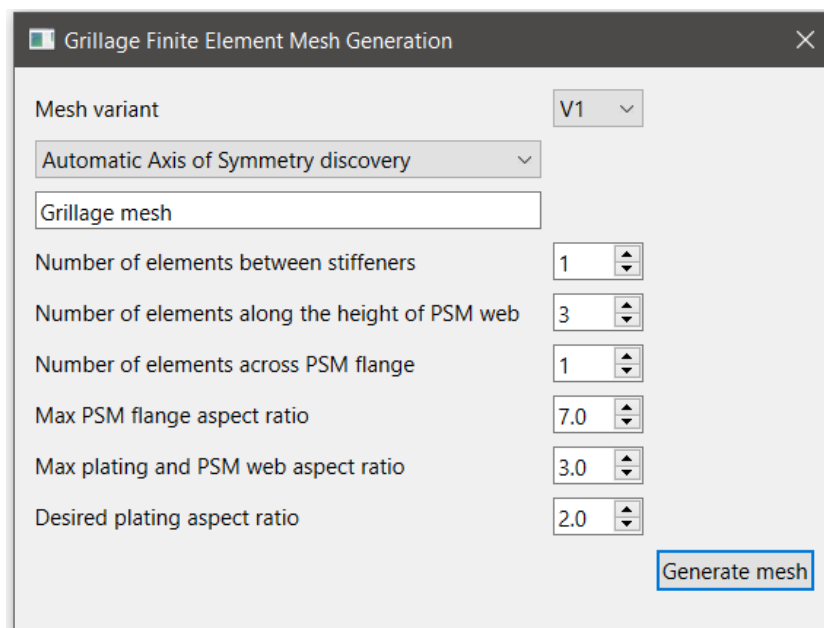 Grillage Finite Element Mesh Generation
Mesh variant V1
Automatic Axis of Symmetry discovery
Grillage mesh
Number of elements between stiffeners 1
Number of elements along the height of PSM web 3
Number of elements across PSM flange 1
Max PSM flange aspect ratio 7.0
Max plating and PSM web aspect ratio 3.0
Desired plating aspect ratio 2.0
Generate mesh